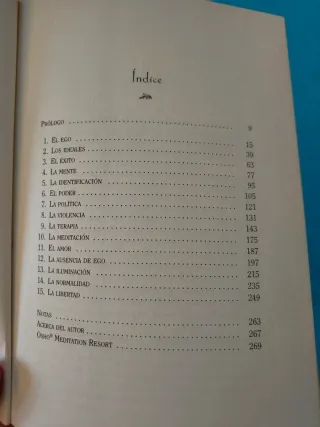 Índice
PRÓLOGO 9
1. EL EGO 15
2. LOS IDEALES 39
3. EL ÉXITO 63
4. LA MENTE 77
5. LA IDENTIFICACIÓN 95
6. EL PODER 105
7. LA POLÍTICA 121
8. LA VIOLENCIA 131
9. LA TERAPIA 143
10. LA MEDITACIÓN 175
11. EL AMOR 187
12. LA AUSENCIA DE EGO 197
13. LA ILUMINACIÓN 215
14. LA NORMALIDAD 235
15. LA LIBERTAD 249
NOTAS 263
ACERCA DEL AUTOR 267
OSHO® MEDITATION RESORT 269